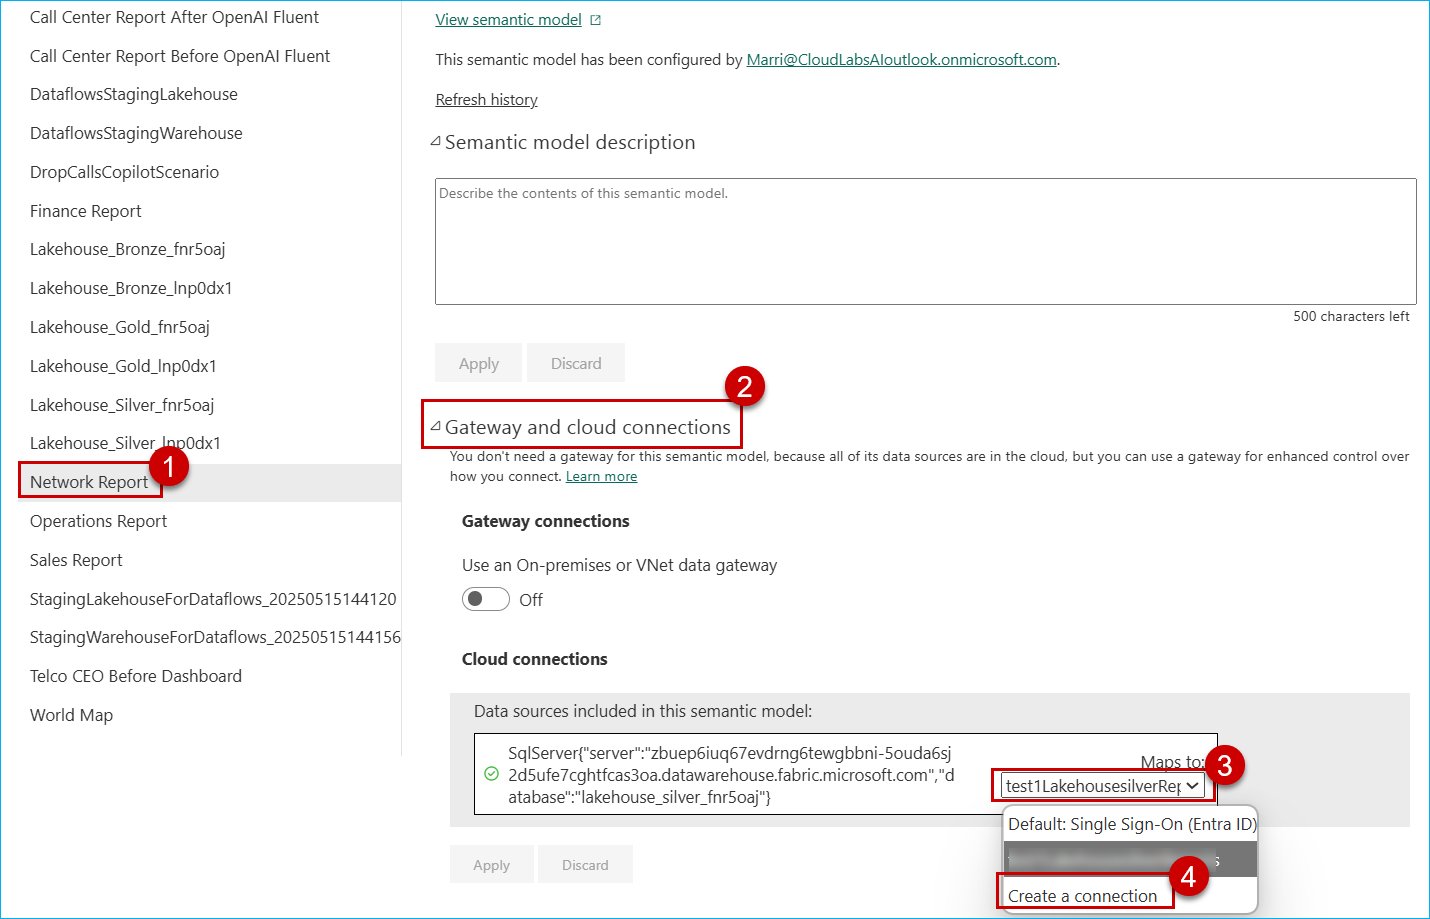 Call Center Report After OpenAI Fluent
Call Center Report Before OpenAI Fluent
DataflowsStagingLakehouse
DataflowsStagingWarehouse
DropCallsCopilotScenario
Finance Report
Lakehouse_Bronze_fnr5oaj
Lakehouse_Bronze_lnp0dx1
Lakehouse_Gold_fnr5oaj
Lakehouse_Gold_lnp0dx1
Lakehouse_Silver_fnr5oaj
Lakehouse_Silver_lnp0dx1
1
Network Report
Operations Report
Sales Report
StagingLakehouseForDataflows_20250515144120
StagingWarehouseForDataflows_20250515144156
Telco CEO Before Dashboard
World Map
View semantic model
This semantic model has been configured by Marri@CloudLabsAIoutlook.onmicrosoft.com.
Refresh history
Semantic model description
Describe the contents of this semantic model.
500 characters left
Apply Discard
2
Gateway and cloud connections
You don't need a gateway for this semantic model, because all of its data sources are in the cloud, but you can use a gateway for enhanced control over
how you connect. Learn more
Gateway connections
Use an On-premises or VNet data gateway
Off
Cloud connections
Data sources included in this semantic model:
SqlServer{"server":"zbuep6iuq67evdrng6tewgbbni-5ouda6sj
2d5ufe7cghtfcas3oa.datawarehouse.fabric.microsoft.com","d
atabase":"lakehouse_silver_fnr5oaj"}
Maps to:
3
test1LakehousesilverRep
Default: Single Sign-On (Entra ID)
4
Create a connection
Apply Discard